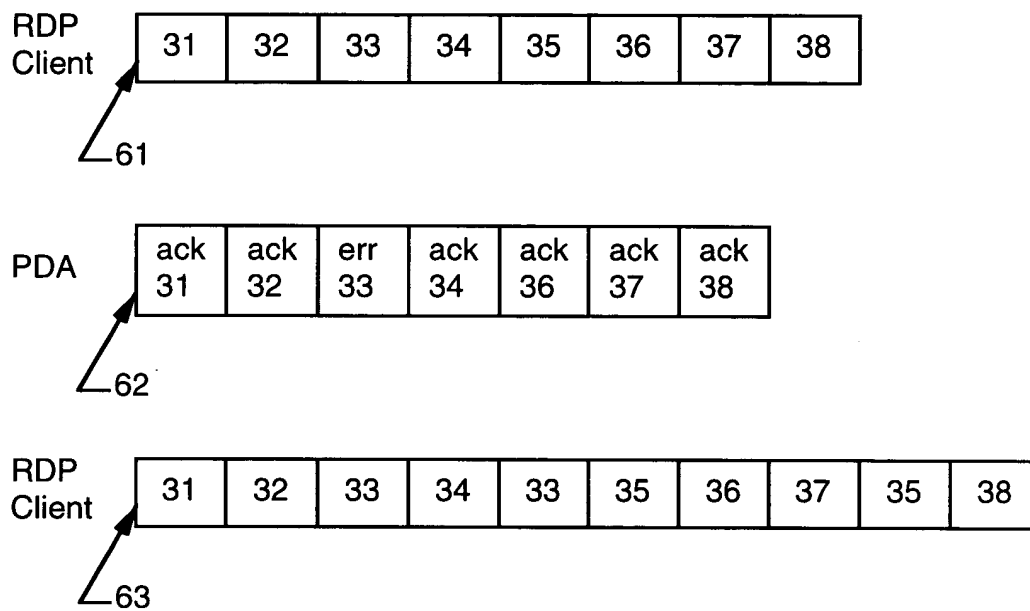 RDP
Client
31 32 33 34 35 36 37 38
61
PDA
ack ack err ack ack ack ack
31 32 33 34 36 37 38
62
RDP
Client
31 32 33 34 33 35 36 37 35 38
63